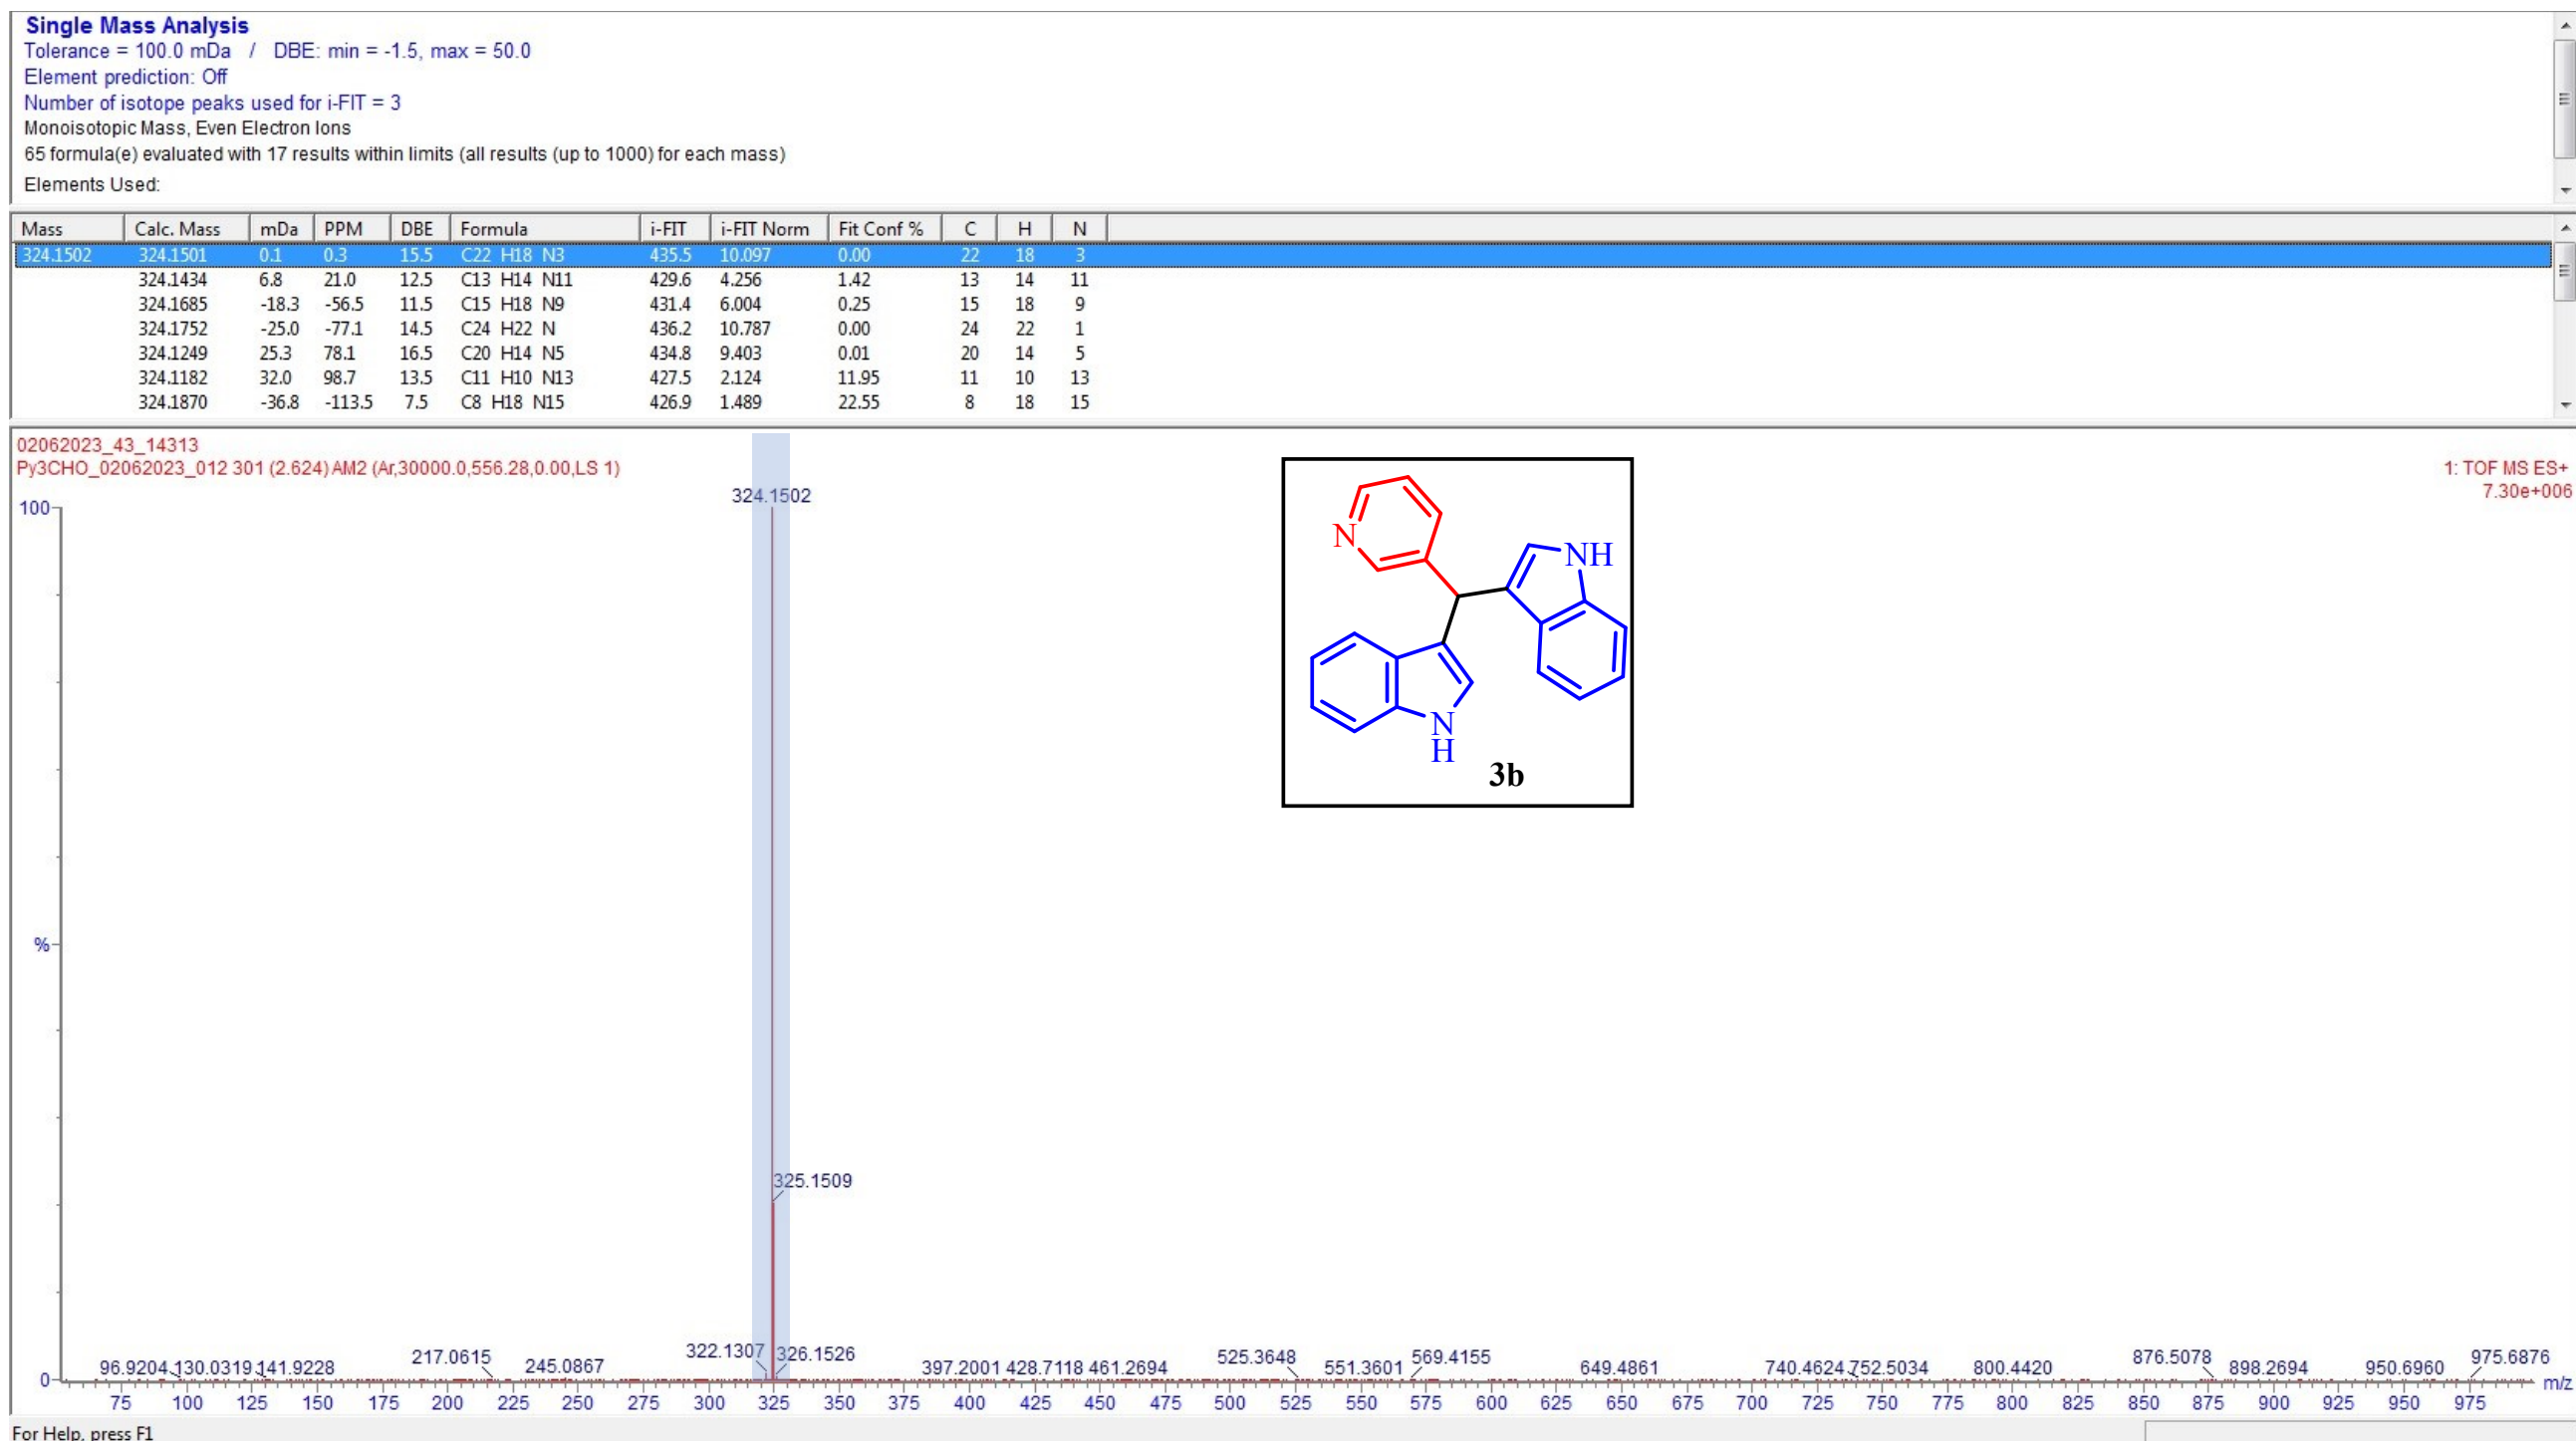 Single Mass Analysis
Tolerance = 100.0 mDa / DBE: min = -1.5, max = 50.0
Element prediction: Off
Number of isotope peaks used for i-FIT = 3
Monoisotopic Mass, Even Electron Ions
65 formula(e) evaluated with 17 results within limits (all results (up to 1000) for each mass)
Elements Used:
Mass Calc. Mass mDa PPM DBE Formula i-FIT i-FIT Norm Fit Conf % C H N
324.1502 324.1501 0.1 0.3 15.5 C22 H18 N3 435.5 10.097 0.00 22 18 3
324.1434 6.8 21.0 12.5 C13 H14 N11 429.6 4.256 1.42 13 14 11
324.1685 -18.3 -56.5 11.5 C15 H18 N9 431.4 6.004 0.25 15 18 9
324.1752 -25.0 -77.1 14.5 C24 H22 N 436.2 10.787 0.00 24 22 1
324.1249 25.3 78.1 16.5 C20 H14 N5 434.8 9.403 0.01 20 14 5
324.1182 32.0 98.7 13.5 C11 H10 N13 427.5 2.124 11.95 11 10 13
324.1870 -36.8 -113.5 7.5 C8 H18 N15 426.9 1.489 22.55 8 18 15
02062023_43_14313
Py3CHO_02062023_012 301 (2.624) AM2 (Ar,30000.0,556.28,0.00,LS 1)
1: TOF MS ES+
7.30e+006
324.1502
100
N
NH
N
H
3b
%
325.1509
322.1307 326.1526
96.9204 130.0319 141.9228 217.0615 245.0867 397.2001 428.7118 461.2694 525.3648 551.3601 569.4155 649.4861 740.4624 752.5034 800.4420 876.5078 898.2694 950.6960 975.6876
0
m/z
75 100 125 150 175 200 225 250 275 300 325 350 375 400 425 450 475 500 525 550 575 600 625 650 675 700 725 750 775 800 825 850 875 900 925 950 975
For Help, press F1